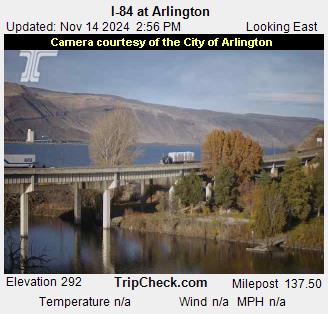 I-84 at Arlington
Updated: Nov 14 2024 2:56 PM Looking East
Camera courtesy of the City of Arlington
Elevation 292 TripCheck.com Milepost 137.50
Temperature n/a Wind n/a MPH n/a